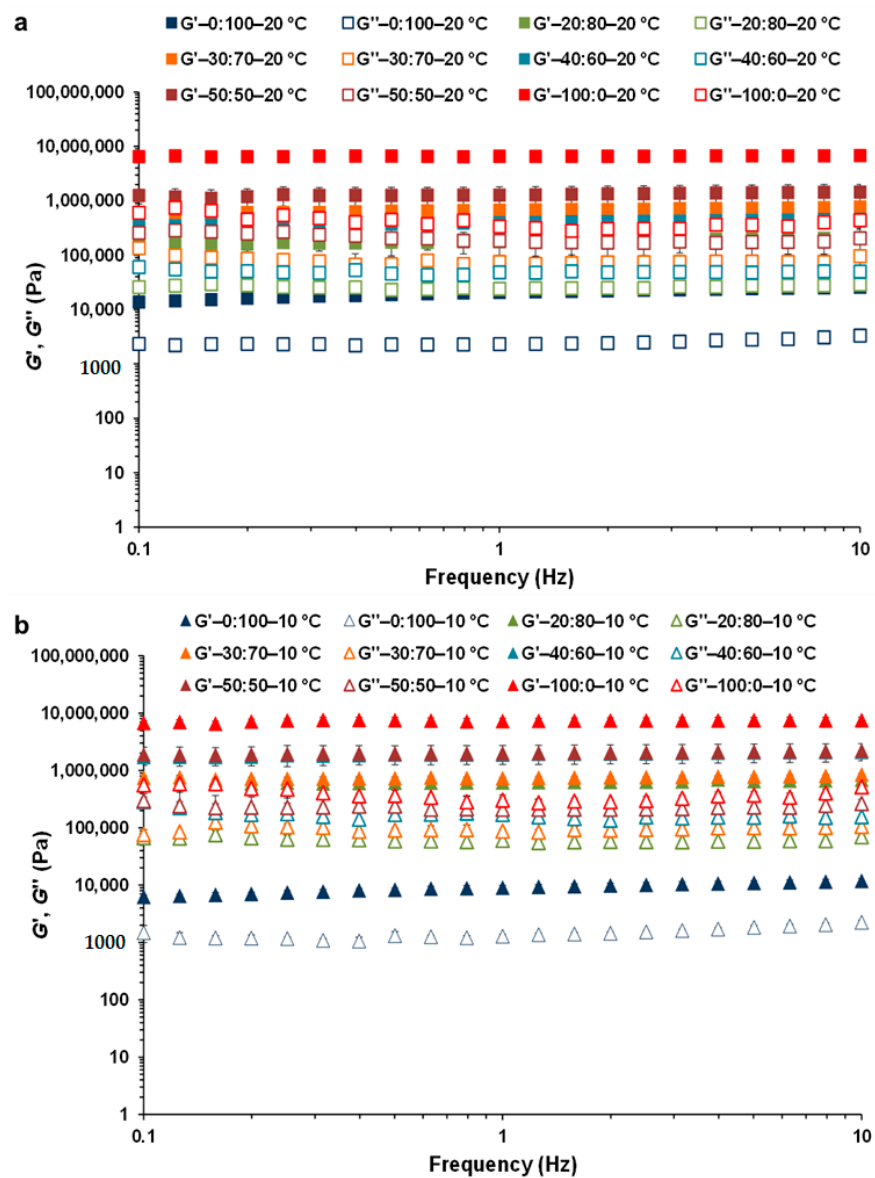 a
G'–0:100–20 °C G''–0:100–20 °C G'–20:80–20 °C G''–20:80–20 °C
G'–30:70–20 °C G''–30:70–20 °C G'–40:60–20 °C G''–40:60–20 °C
G'–50:50–20 °C G''–50:50–20 °C G'–100:0–20 °C G''–100:0–20 °C
100,000,000
10,000,000
1,000,000
100,000
10,000
1000
100
10
1
G', G'' (Pa)
0.1 1 10
Frequency (Hz)
b
G'–0:100–10 °C G''–0:100–10 °C G'–20:80–10 °C G''–20:80–10 °C
G'–30:70–10 °C G''–30:70–10 °C G'–40:60–10 °C G''–40:60–10 °C
G'–50:50–10 °C G''–50:50–10 °C G'–100:0–10 °C G''–100:0–10 °C
100,000,000
10,000,000
1,000,000
100,000
10,000
1000
100
10
1
G', G'' (Pa)
0.1 1 10
Frequency (Hz)